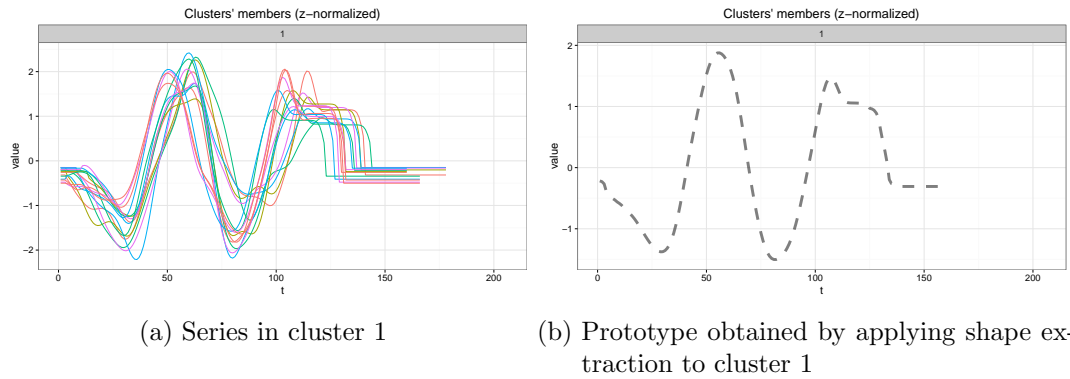 Clusters' members (z-normalized)
1
value
2
1
0
−1
−2
0
50
100
150
200
t
(a) Series in cluster 1
Clusters' members (z-normalized)
1
value
2
1
0
−1
0
50
100
150
200
t
(b) Prototype obtained by applying shape ex-
traction to cluster 1